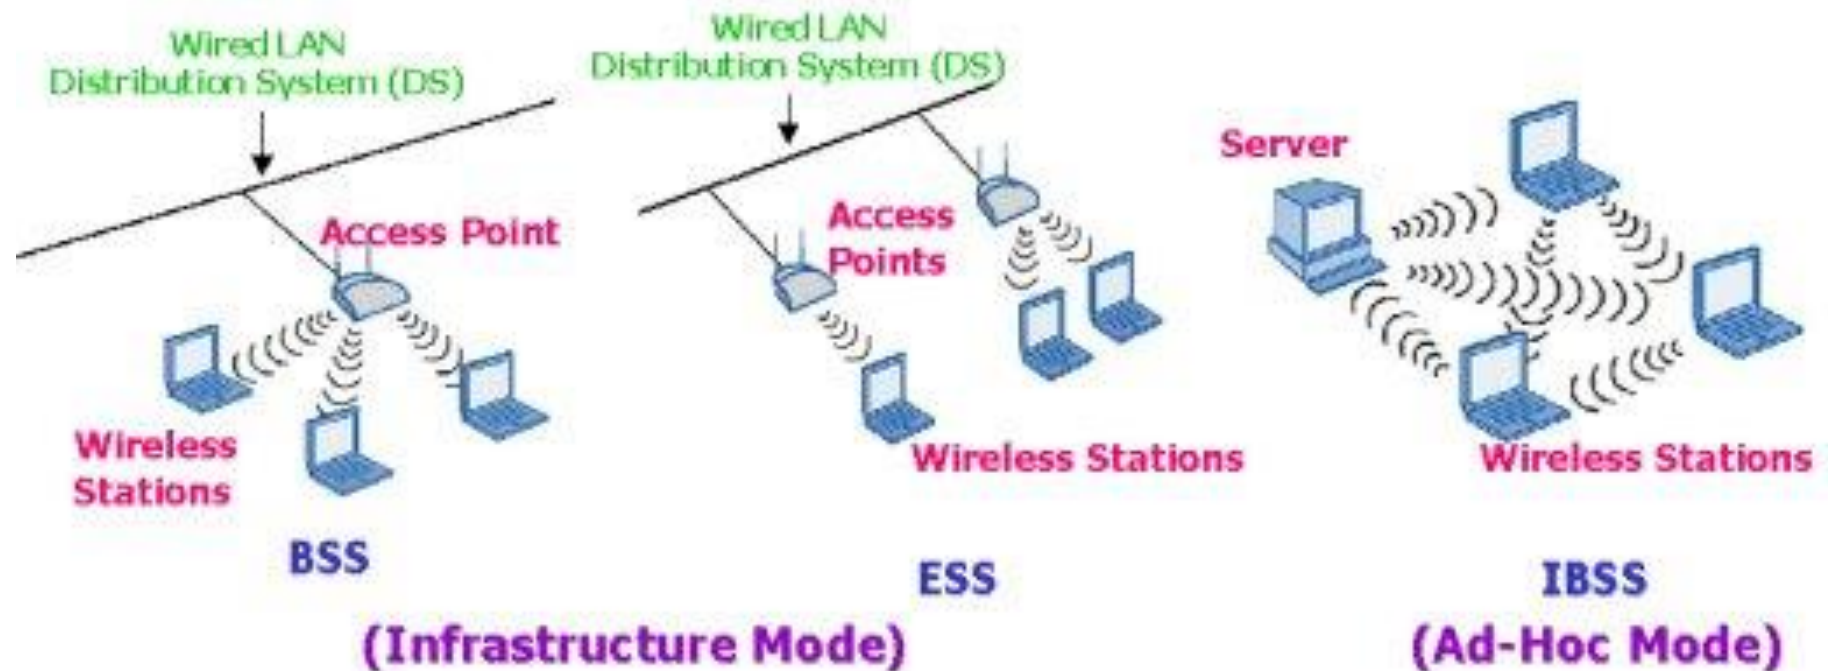 Wired LAN
Distribution System (DS)
Access Point
Wireless
Stations
BSS
Wired LAN
Distribution System (DS)
Access
Points
Wireless Stations
ESS
(Infrastructure Mode)
Server
Wireless Stations
IBSS
(Ad-Hoc Mode)